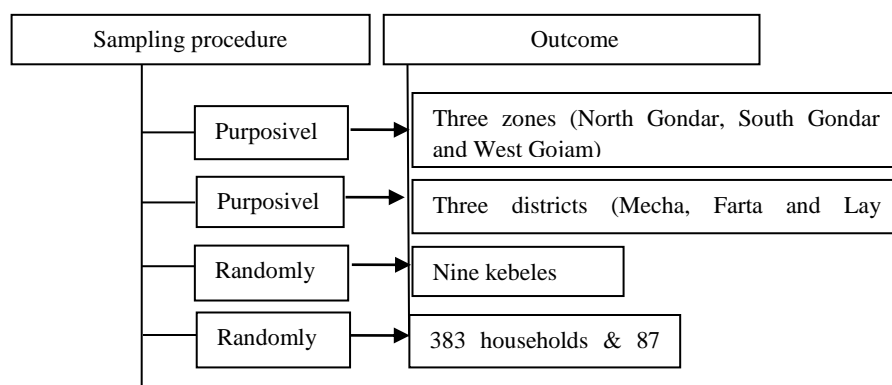 Sampling procedure
Outcome
Purposivel
Three zones (North Gondar, South Gondar
and West Gojam)
Purposivel
Three districts (Mecha, Farta and Lay
Randomly
Nine kebeles
Randomly
383 households & 87